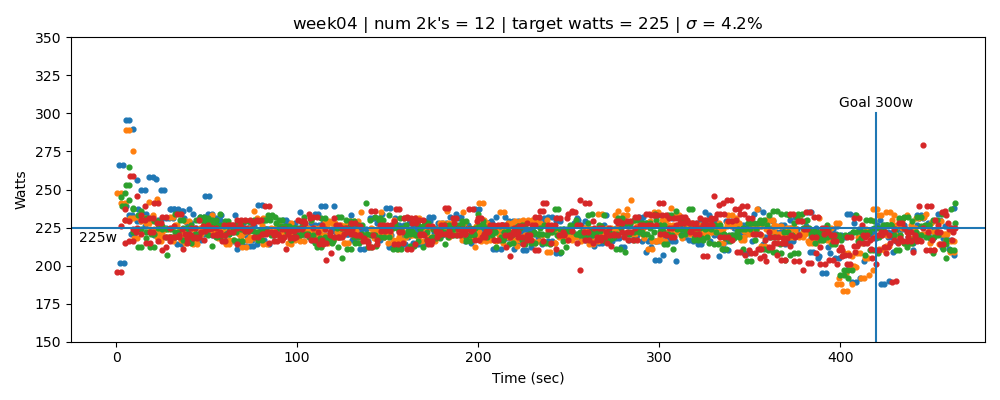 week04 | num 2k's = 12 | target watts = 225 | σ = 4.2%
350
325
300
275
250
225
200
175
150
Watts
Goal 300w
225w
0
100
200
300
400
Time (sec)